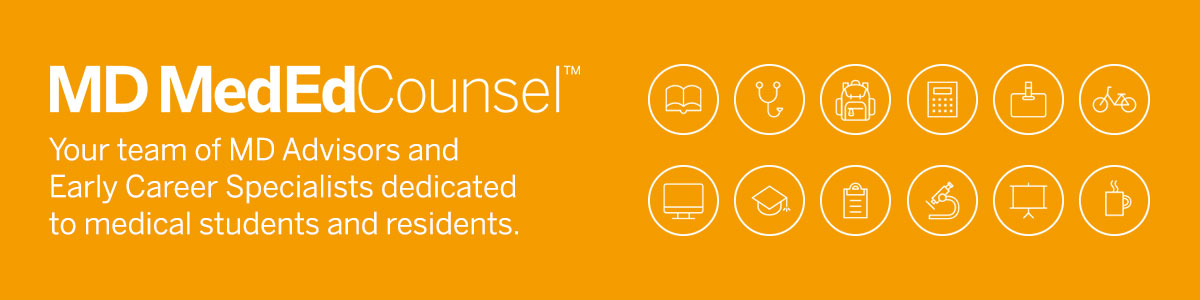 MD MedEdCounsel™
Your team of MD Advisors and
Early Career Specialists dedicated
to medical students and residents.